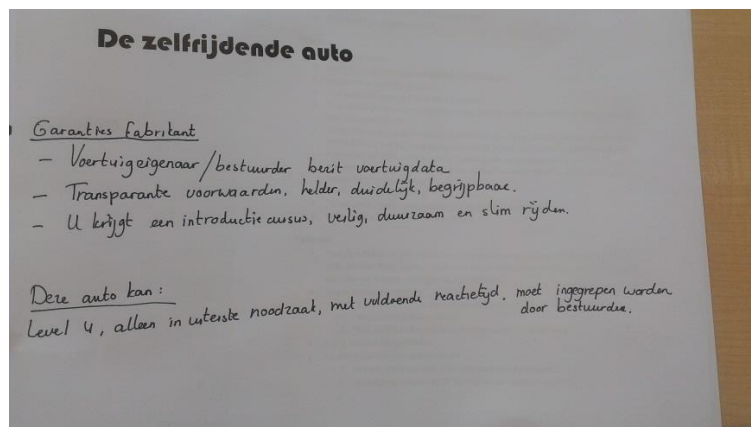 De zelfrijdende auto
Garanties fabrikant
- Voertuigeigenaar/bestuurder bezit voertuigdata
- Transparante voorwaarden, helder, duidelijk, begrijpbaar.
- U krijgt een introductie cursus, veilig, duurzaam en slim rijden.
Deze auto kan:
Level 4, alleen in uiterste noodzaak, met voldoende reactietijd, moet ingegrepen worden
door bestuurder.